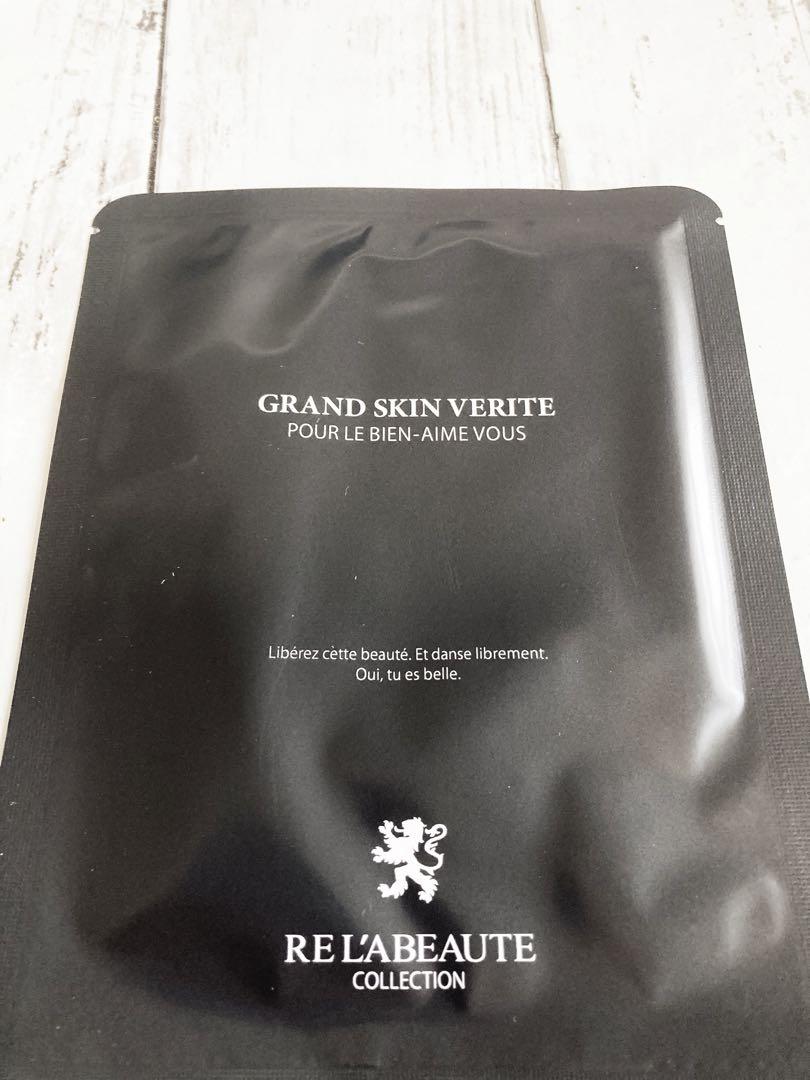 GRAND SKIN VERITE
POUR LE BIEN-AIME VOUS
Libérez cette beauté. Et danse librement.
Oui, tu es belle.
RE L'ABEAUTE
COLLECTION